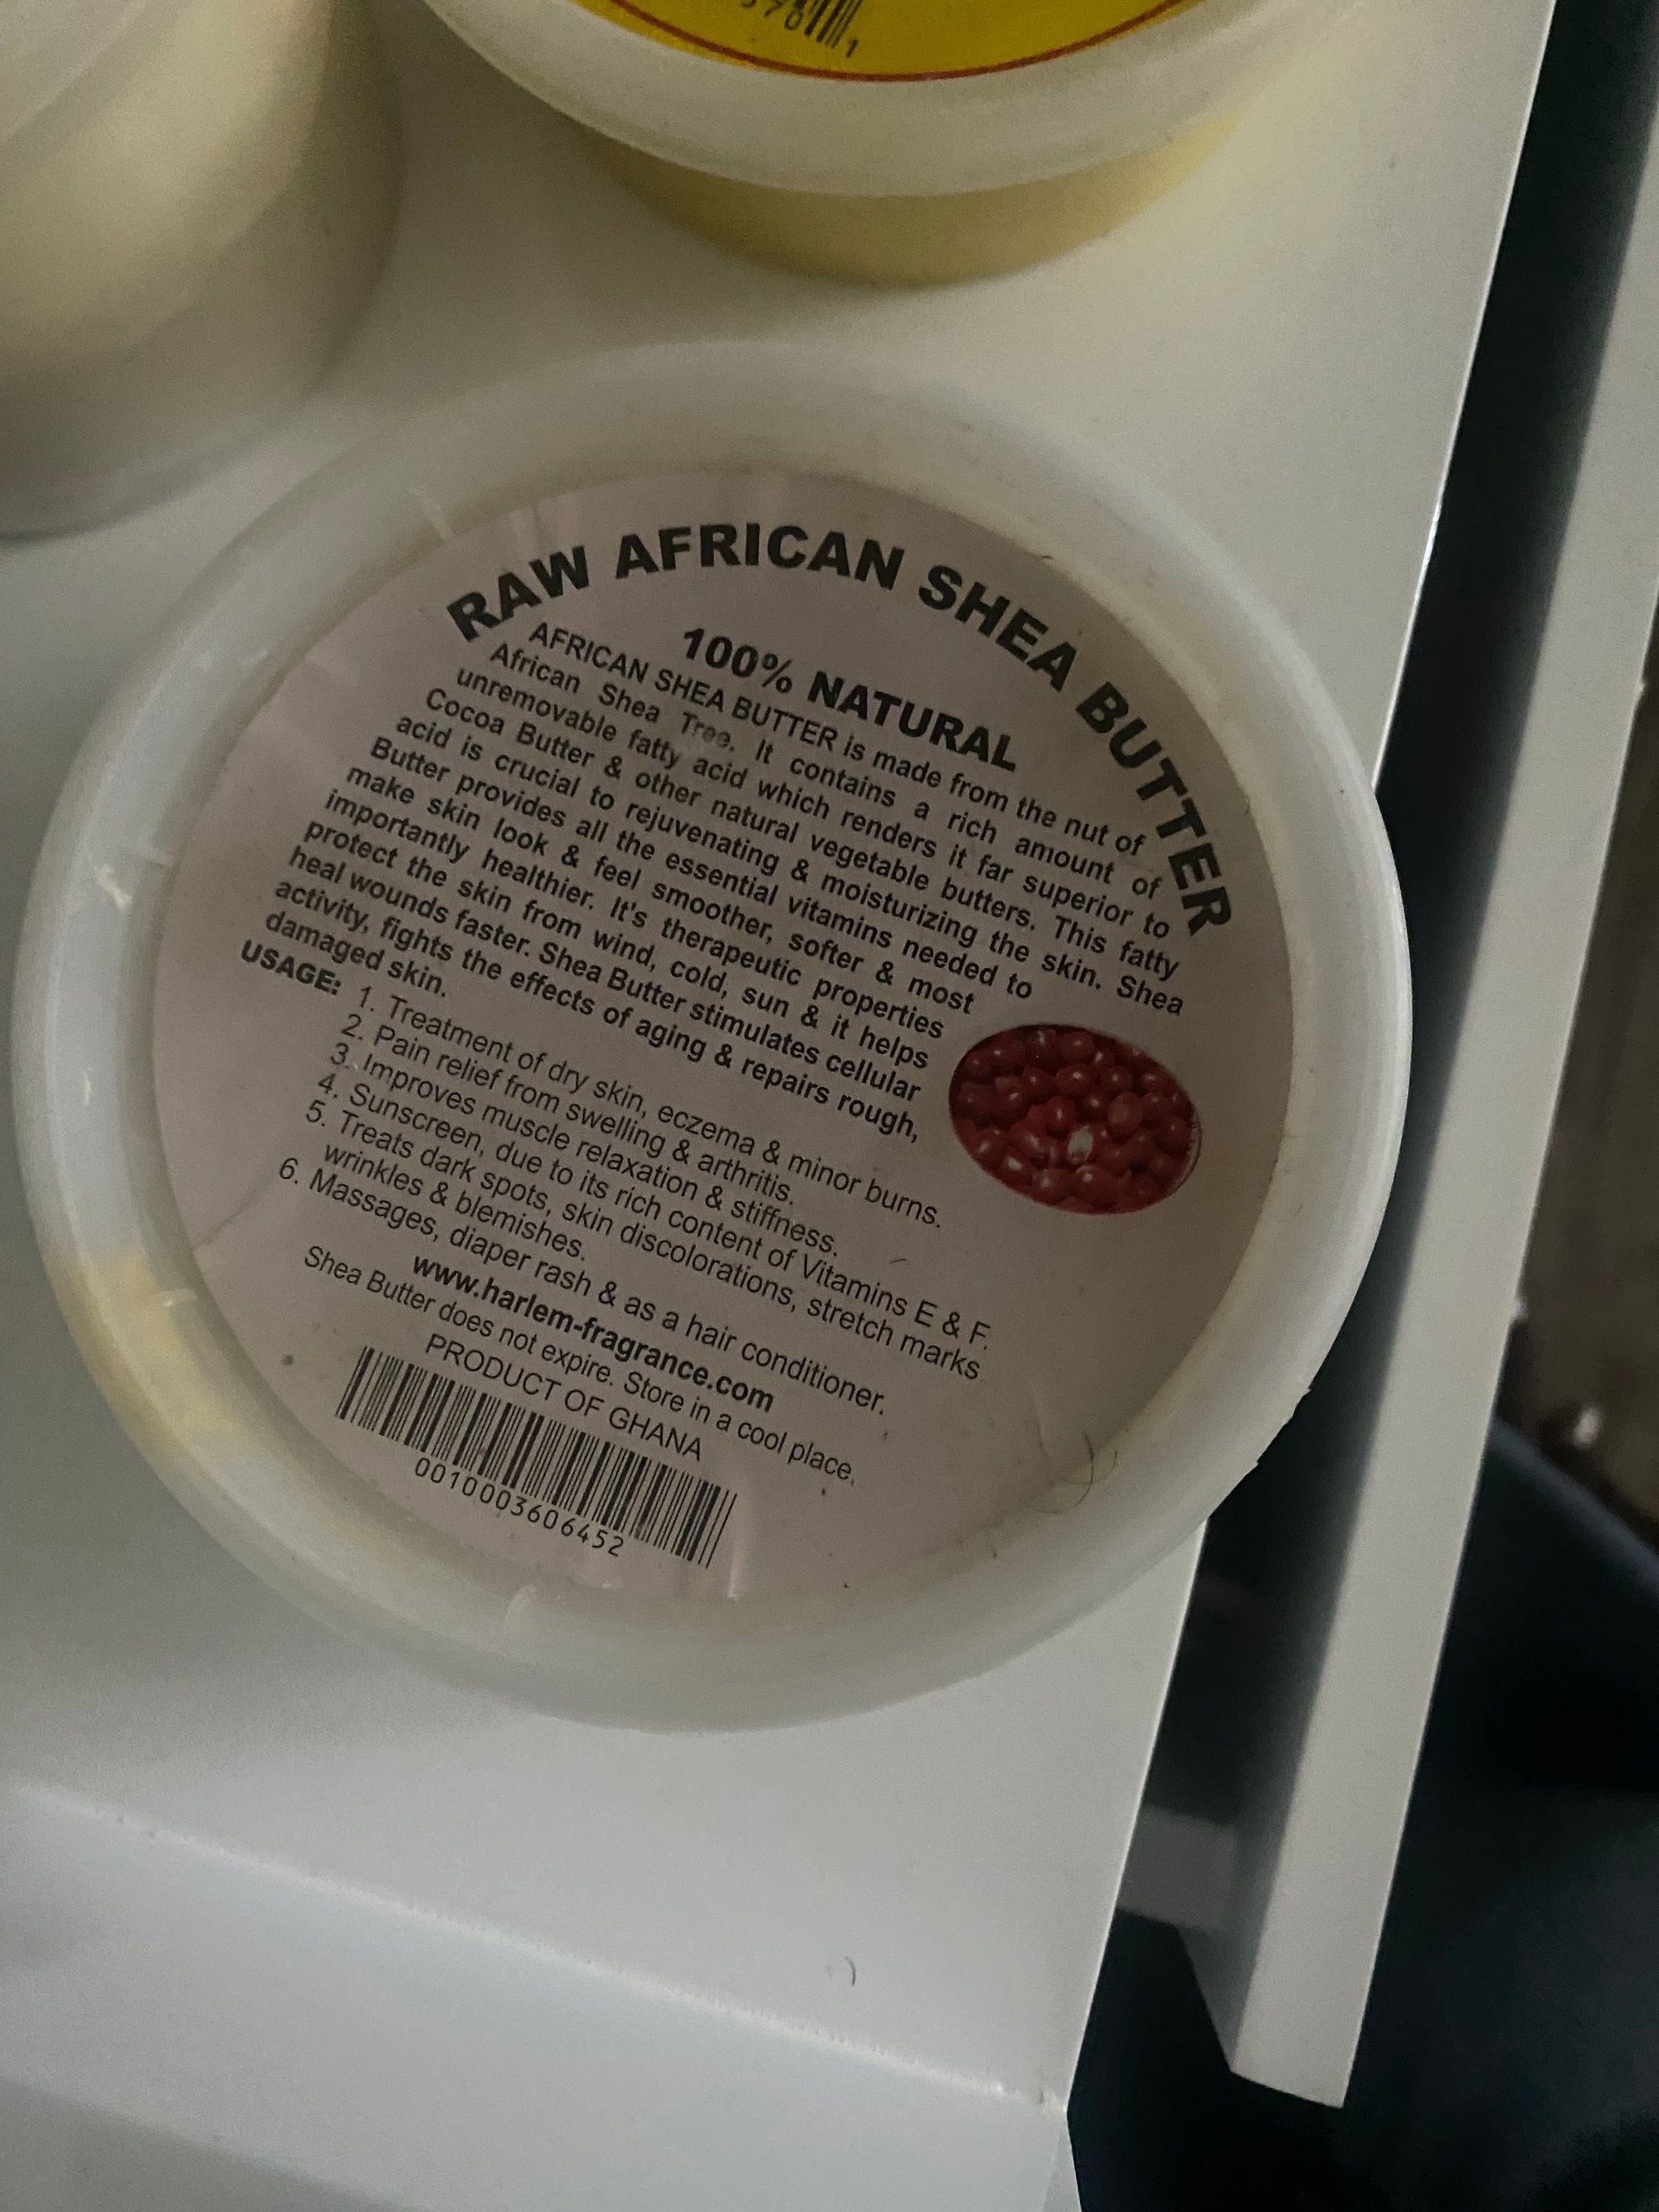 5701
RAW AFRICAN SHEA BUTTER
100% NATURAL
AFRICAN SHEA BUTTER is made from the nut of
African Shea Tree. It contains a rich amount of
unremovable fatty acid which renders it far superior to
Cocoa Butter & other natural vegetable butters. This fatty
acid is crucial to rejuvenating & moisturizing the skin. Shea
Butter provides all the essential vitamins needed to
make skin look & feel smoother, softer & most
importantly healthier. It's therapeutic properties
protect the skin from wind, cold, sun & it helps
heal wounds faster. Shea Butter stimulates cellular
activity, fights the effects of aging & repairs rough,
damaged skin.
USAGE: 1. Treatment of dry skin, eczema & minor burns.
2. Pain relief from swelling & arthritis.
3. Improves muscle relaxation & stiffness.
4. Sunscreen, due to its rich content of Vitamins E & F.
5. Treats dark spots, skin discolorations, stretch marks
wrinkles & blemishes.
6. Massages, diaper rash & as a hair conditioner.
www.harlem-fragrance.com
Shea Butter does not expire. Store in a cool place.
PRODUCT OF GHANA
0010003606452